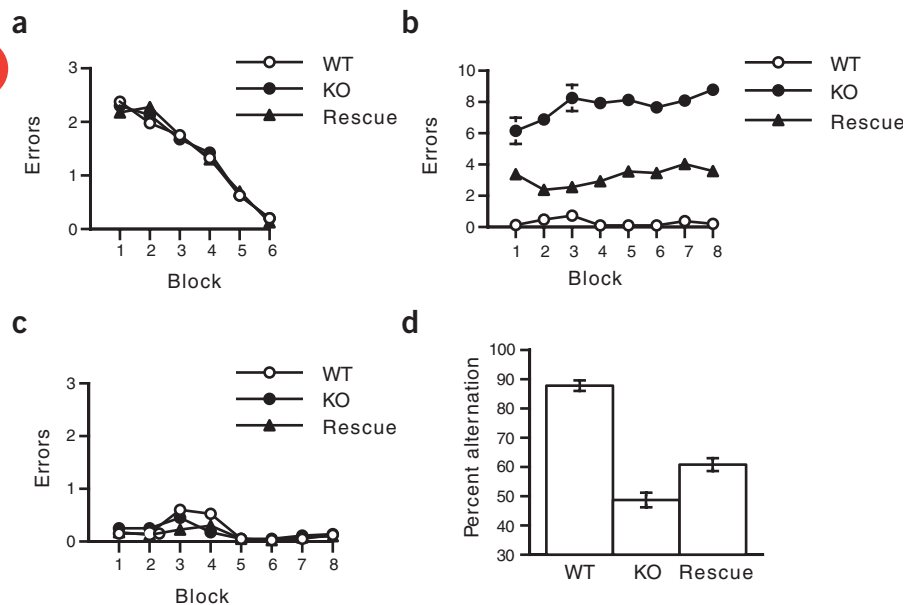 a
3
2
1
0
Errors
1 2 3 4 5 6
Block
WT
KO
Rescue
b
10
8
6
4
2
0
Errors
1 2 3 4 5 6 7 8
Block
WT
KO
Rescue
c
3
2
1
0
Errors
1 2 3 4 5 6 7 8
Block
WT
KO
Rescue
d
100
90
80
70
60
50
40
30
Percent alternation
WT KO Rescue